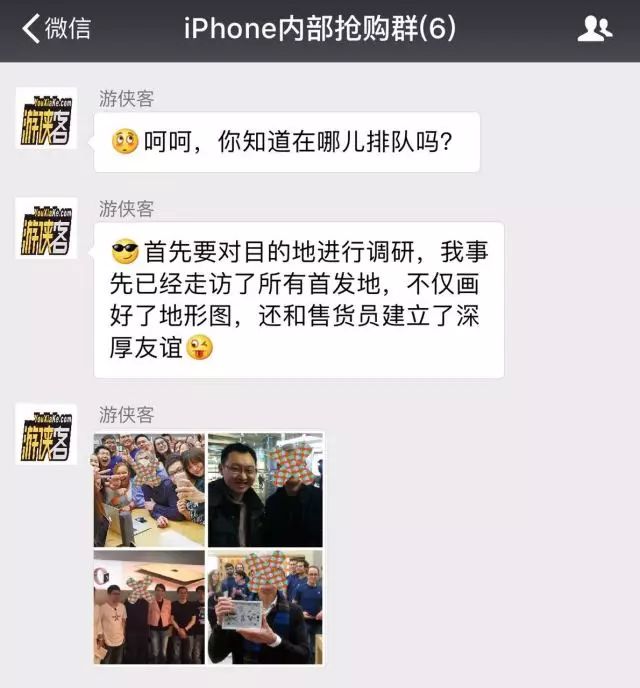 微信
iPhone内部抢购群(6)
YouXiaKe.com
游侠客
游侠客
呵呵，你知道在哪儿排队吗？
YouXiaKe.com
游侠客
游侠客
首先要对目的地进行调研，我事
先已经走访了所有首发地，不仅画
好了地形图，还和售货员建立了深
厚友谊
YouXiaKe.com
游侠客
游侠客